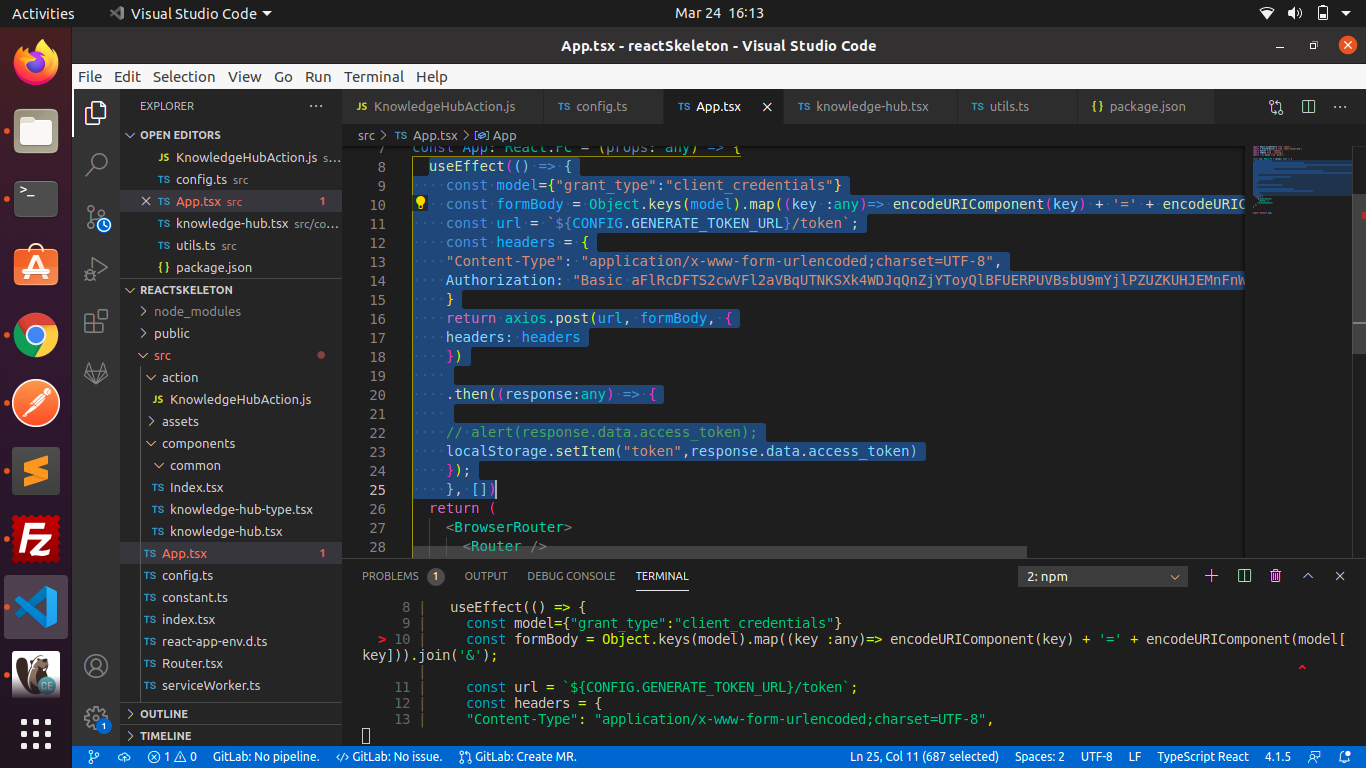 Activities Visual Studio Code Mar 24 16:13
App.tsx - reactSkeleton - Visual Studio Code
File Edit Selection View Go Run Terminal Help
EXPLORER
OPEN EDITORS
JS KnowledgeHubAction.js s...
TS config.ts src
TS App.tsx src 1
TS knowledge-hub.tsx src/co...
TS utils.ts src
{} package.json
REACTSKELETON
node_modules
public
src
action
JS KnowledgeHubAction.js
assets
components
common
TS Index.tsx
TS knowledge-hub-type.tsx
TS knowledge-hub.tsx
TS App.tsx 1
TS config.ts
TS constant.ts
TS index.tsx
TS react-app-env.d.ts
TS Router.tsx
TS serviceWorker.ts
OUTLINE
TIMELINE
JS KnowledgeHubAction.js TS config.ts TS App.tsx TS knowledge-hub.tsx TS utils.ts {} package.json
src > TS App.tsx > App
7 const App: React.FC = (props: any) => {
8 useEffect(() => {
9 const model={"grant_type":"client_credentials"}
10 const formBody = Object.keys(model).map((key :any)=> encodeURIComponent(key) + '=' + encodeURIC
11 const url = `${CONFIG.GENERATE_TOKEN_URL}/token`;
12 const headers = {
13 "Content-Type": "application/x-www-form-urlencoded;charset=UTF-8",
14 Authorization: "Basic aFlRcDFTS2cwVFl2aVBqUTNKSXk4WDJqQnZjYToyQlBFUERPUVBsbU9mYjlPZUZKUHJEMnFnW
15 }
16 return axios.post(url, formBody, {
17 headers: headers
18 })
19
20 .then((response:any) => {
21
22 // alert(response.data.access_token);
23 localStorage.setItem("token",response.data.access_token)
24 });
25 }, [])
26 return (
27 <BrowserRouter>
28 <Router />
PROBLEMS 1 OUTPUT DEBUG CONSOLE TERMINAL 2: npm
8 | useEffect(() => {
9 | const model={"grant_type":"client_credentials"}
> 10 | const formBody = Object.keys(model).map((key :any)=> encodeURIComponent(key) + '=' + encodeURIComponent(model[
key])).join('&');
| ^
11 | const url = `${CONFIG.GENERATE_TOKEN_URL}/token`;
12 | const headers = {
13 | "Content-Type": "application/x-www-form-urlencoded;charset=UTF-8",
1 0 GitLab: No pipeline. GitLab: No issue. GitLab: Create MR. Ln 25, Col 11 (687 selected) Spaces: 2 UTF-8 LF TypeScript React 4.1.5